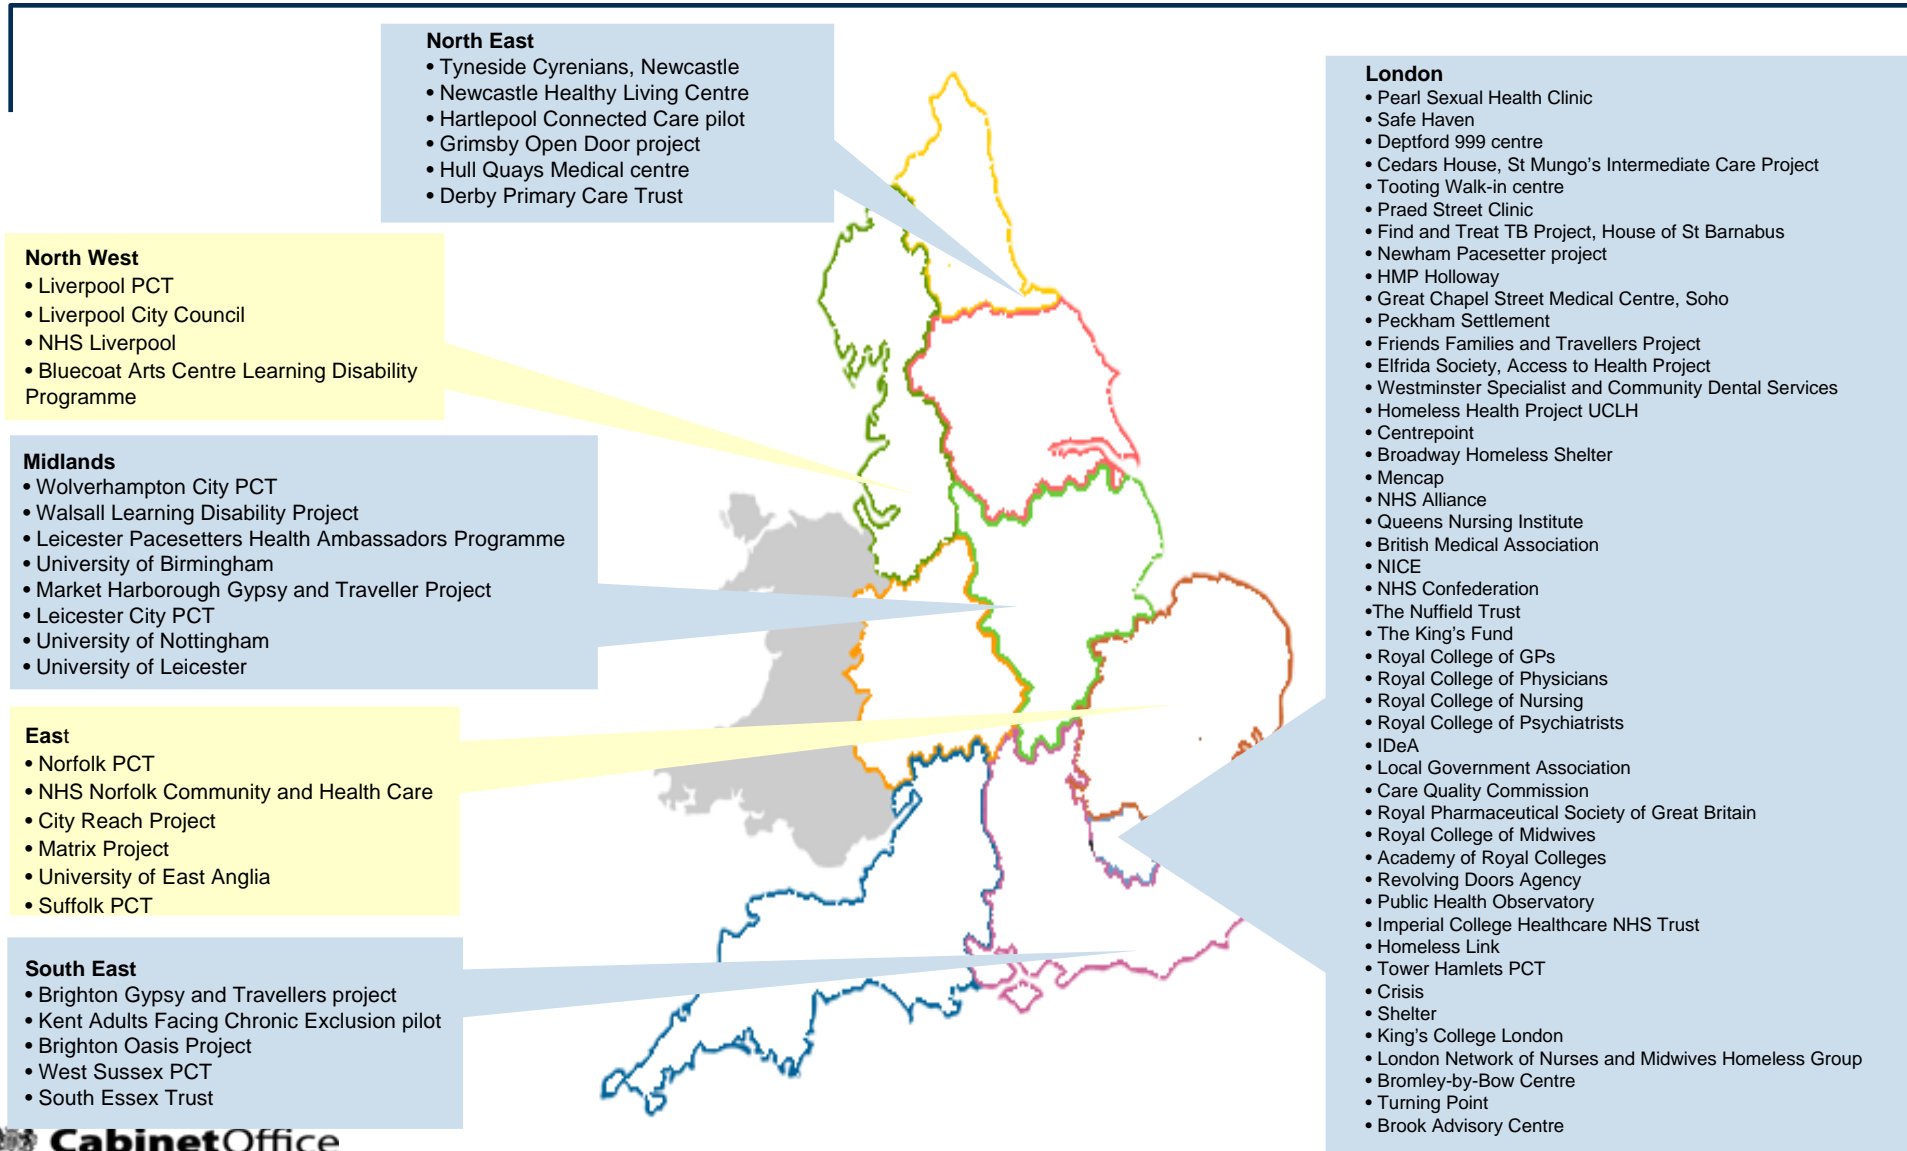 North East
• Tyneside Cyrenians, Newcastle
• Newcastle Healthy Living Centre
• Hartlepool Connected Care pilot
• Grimsby Open Door project
• Hull Quays Medical centre
• Derby Primary Care Trust
North West
• Liverpool PCT
• Liverpool City Council
• NHS Liverpool
• Bluecoat Arts Centre Learning Disability
Programme
Midlands
• Wolverhampton City PCT
• Walsall Learning Disability Project
• Leicester Pacesetters Health Ambassadors Programme
• University of Birmingham
• Market Harborough Gypsy and Traveller Project
• Leicester City PCT
• University of Nottingham
• University of Leicester
East
• Norfolk PCT
• NHS Norfolk Community and Health Care
• City Reach Project
• Matrix Project
• University of East Anglia
• Suffolk PCT
South East
• Brighton Gypsy and Travellers project
• Kent Adults Facing Chronic Exclusion pilot
• Brighton Oasis Project
• West Sussex PCT
• South Essex Trust
CabinetOffice
London
• Pearl Sexual Health Clinic
• Safe Haven
• Deptford 999 centre
• Cedars House, St Mungo's Intermediate Care Project
• Tooting Walk-in centre
• Praed Street Clinic
• Find and Treat TB Project, House of St Barnabus
• Newham Pacesetter project
• HMP Holloway
• Great Chapel Street Medical Centre, Soho
• Peckham Settlement
• Friends Families and Travellers Project
• Elfrida Society, Access to Health Project
• Westminster Specialist and Community Dental Services
• Homeless Health Project UCLH
• Centrepoint
• Broadway Homeless Shelter
• Mencap
• NHS Alliance
• Queens Nursing Institute
• British Medical Association
• NICE
• NHS Confederation
•The Nuffield Trust
• The King's Fund
• Royal College of GPs
• Royal College of Physicians
• Royal College of Nursing
• Royal College of Psychiatrists
• IDeA
• Local Government Association
• Care Quality Commission
• Royal Pharmaceutical Society of Great Britain
• Royal College of Midwives
• Academy of Royal Colleges
• Revolving Doors Agency
• Public Health Observatory
• Imperial College Healthcare NHS Trust
• Homeless Link
• Tower Hamlets PCT
• Crisis
• Shelter
• King's College London
• London Network of Nurses and Midwives Homeless Group
• Bromley-by-Bow Centre
• Turning Point
• Brook Advisory Centre